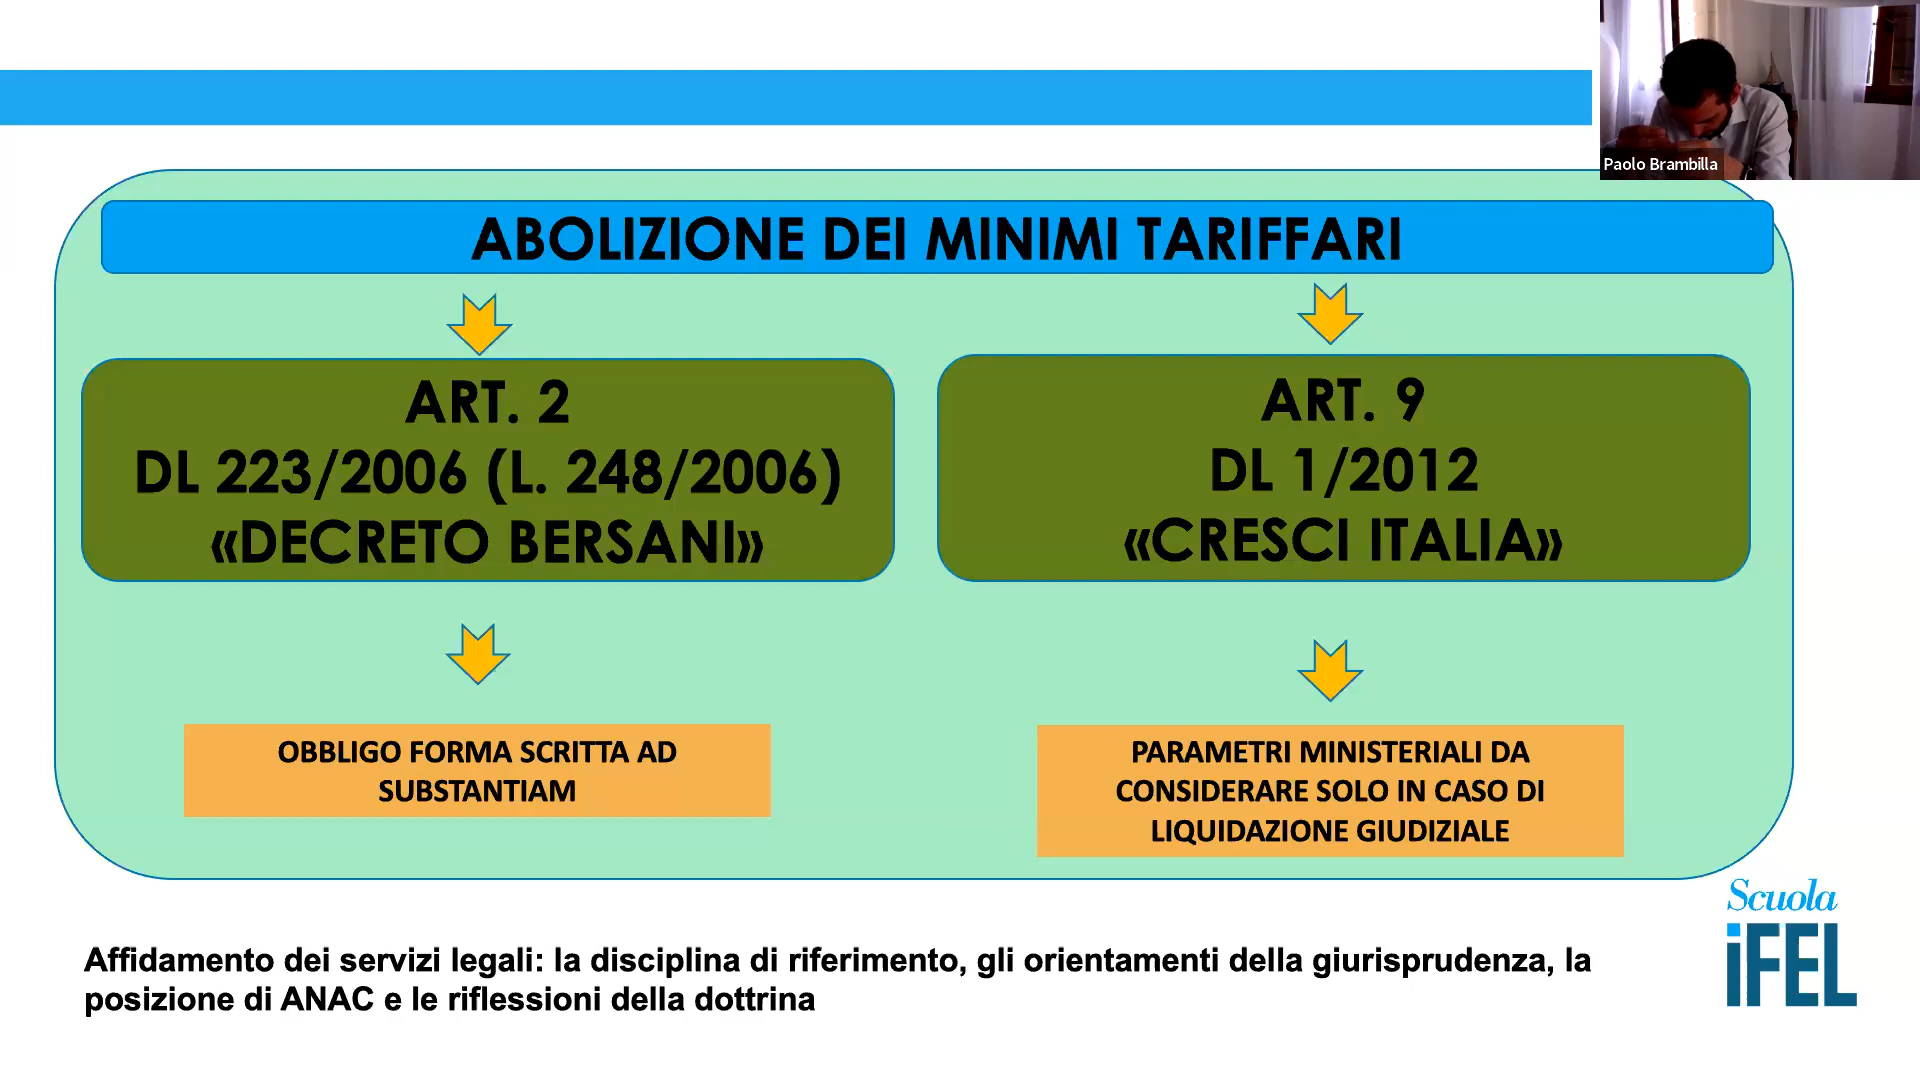 Paolo Brambilla
ABOLIZIONE DEI MINIMI TARIFFARI
ART. 2
DL 223/2006 (L. 248/2006)
«DECRETO BERSANI»
ART. 9
DL 1/2012
«CRESCI ITALIA»
OBBLIGO FORMA SCRITTA AD
SUBSTANTIAM
PARAMETRI MINISTERIALI DA
CONSIDERARE SOLO IN CASO DI
LIQUIDAZIONE GIUDIZIALE
Affidamento dei servizi legali: la disciplina di riferimento, gli orientamenti della giurisprudenza, la
posizione di ANAC e le riflessioni della dottrina
Scuola
iFEL